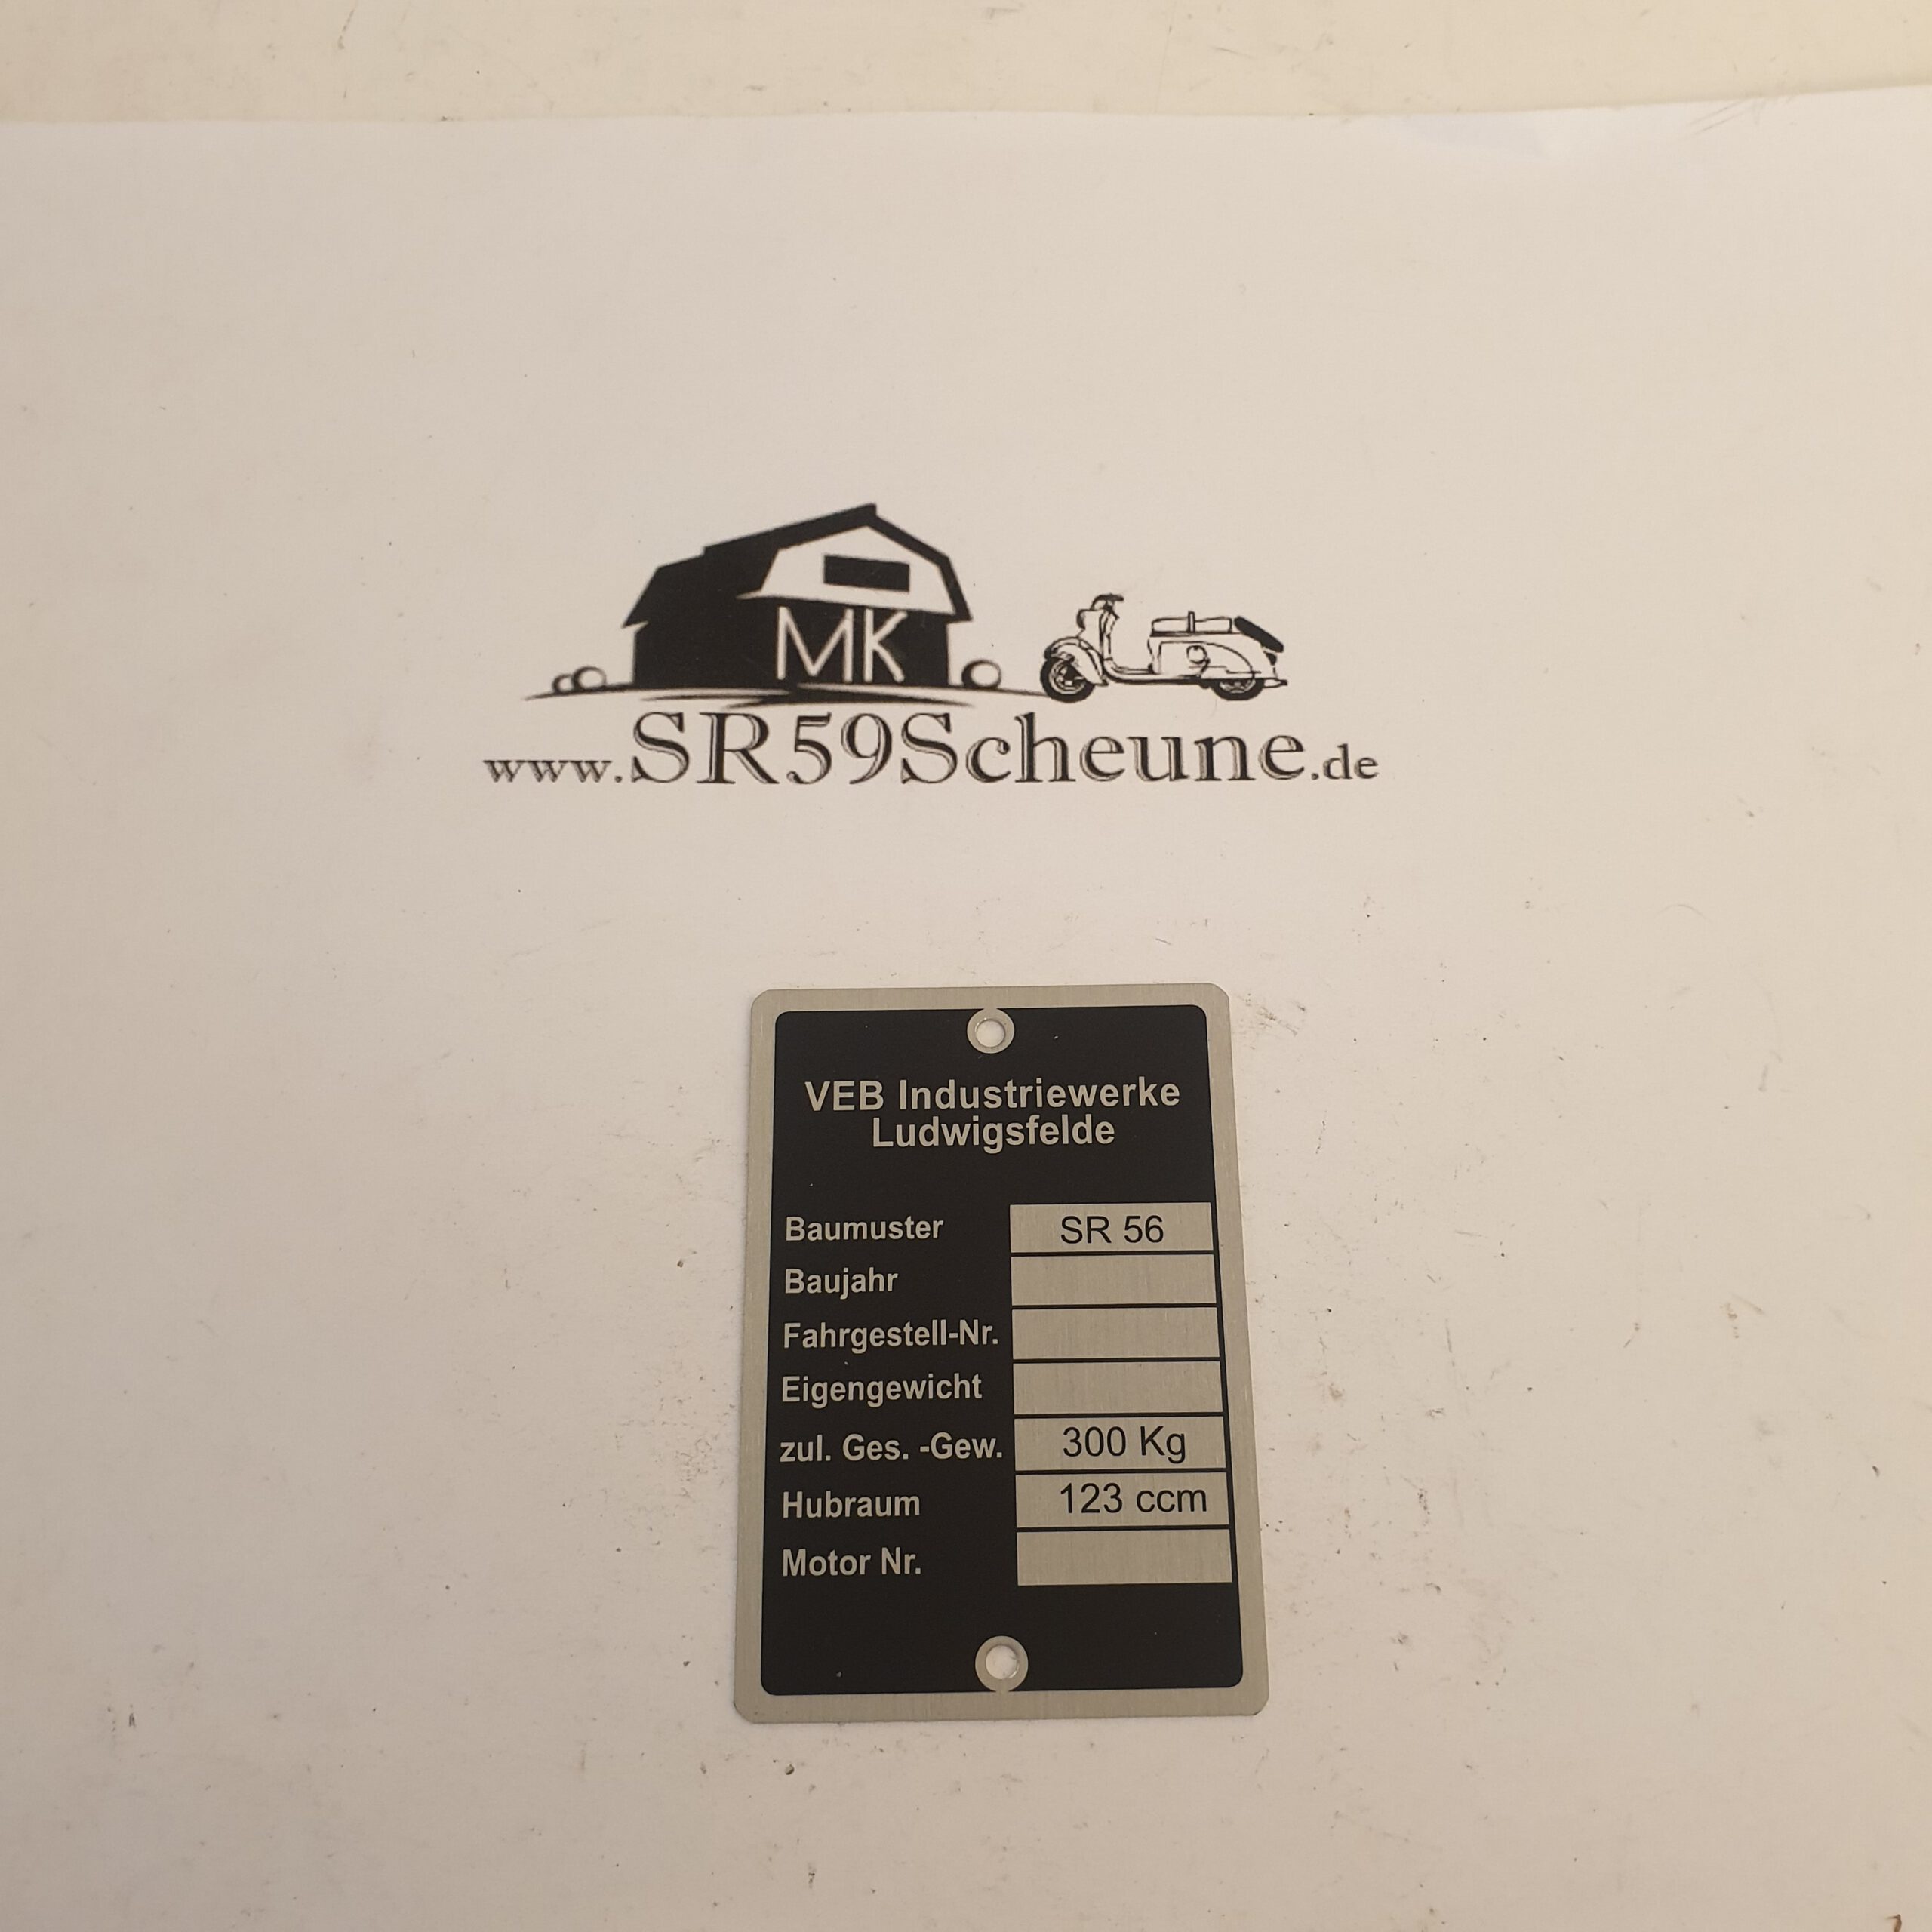 MK
www.SR59Scheune.de
VEB Industriewerke
Ludwigsfelde
Baumuster SR 56
Baujahr
Fahrgestell-Nr.
Eigengewicht
zul. Ges. -Gew. 300 Kg
Hubraum 123 ccm
Motor Nr.